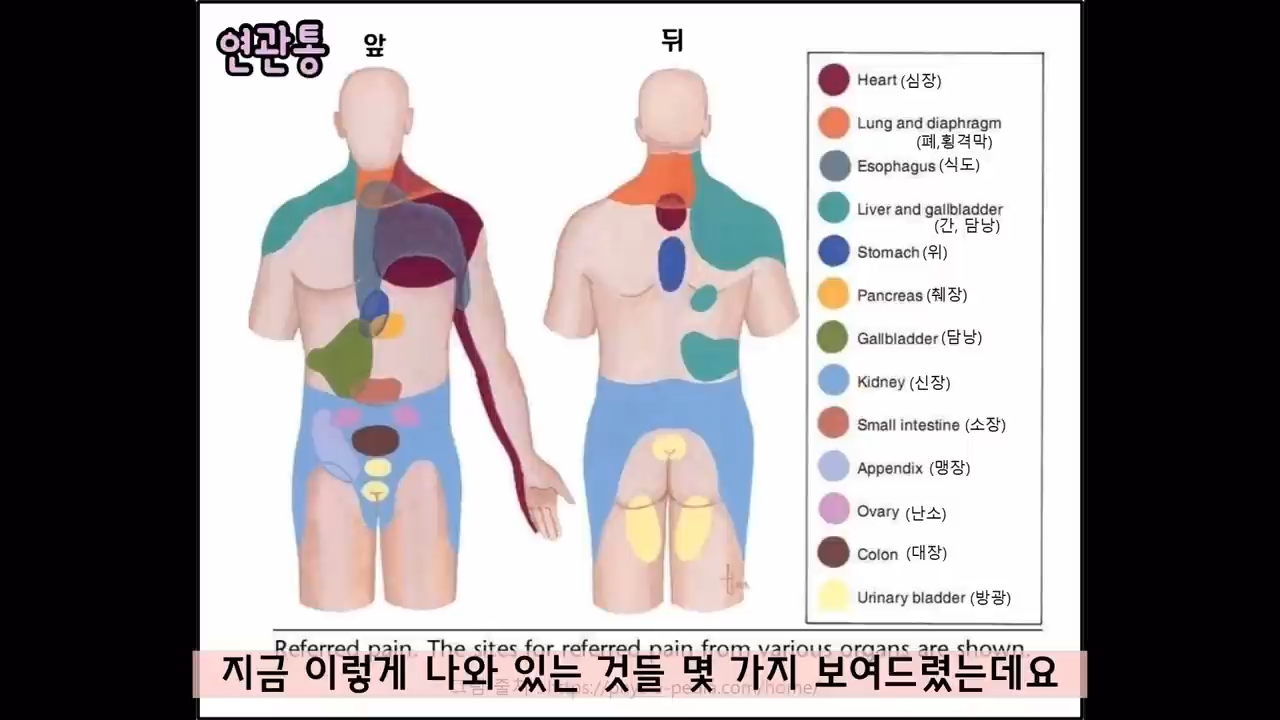 연관통
앞
뒤
Heart (심장)
Lung and diaphragm
(폐,횡격막)
Esophagus (식도)
Liver and gallbladder
(간, 담낭)
Stomach (위)
Pancreas (췌장)
Gallbladder (담낭)
Kidney (신장)
Small intestine (소장)
Appendix (맹장)
Ovary (난소)
Colon (대장)
Urinary bladder (방광)
Referred pain. The sites for referred pain from various organs are shown.
지금 이렇게 나와 있는 것들 몇 가지 보여드렸는데요